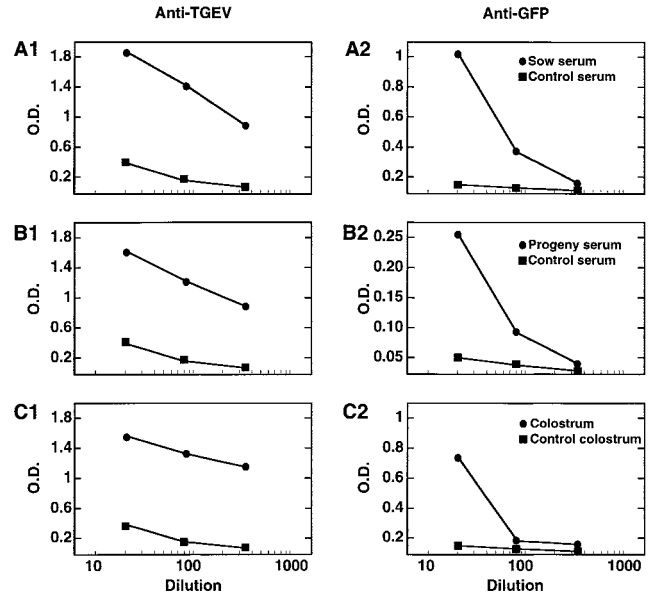 Anti-TGEV
Anti-GFP
A1
1.8
1.4
1
0.6
0.2
O.D.
A2
1
0.8
0.6
0.4
0.2
O.D.
Sow serum
Control serum
B1
1.8
1.4
1
0.6
0.2
O.D.
B2
0.25
0.20
0.15
0.10
0.05
O.D.
Progeny serum
Control serum
C1
1.8
1.4
1
0.6
0.2
O.D.
10
100
1000
Dilution
C2
1
0.8
0.6
0.4
0.2
O.D.
Colostrum
Control colostrum
10
100
1000
Dilution